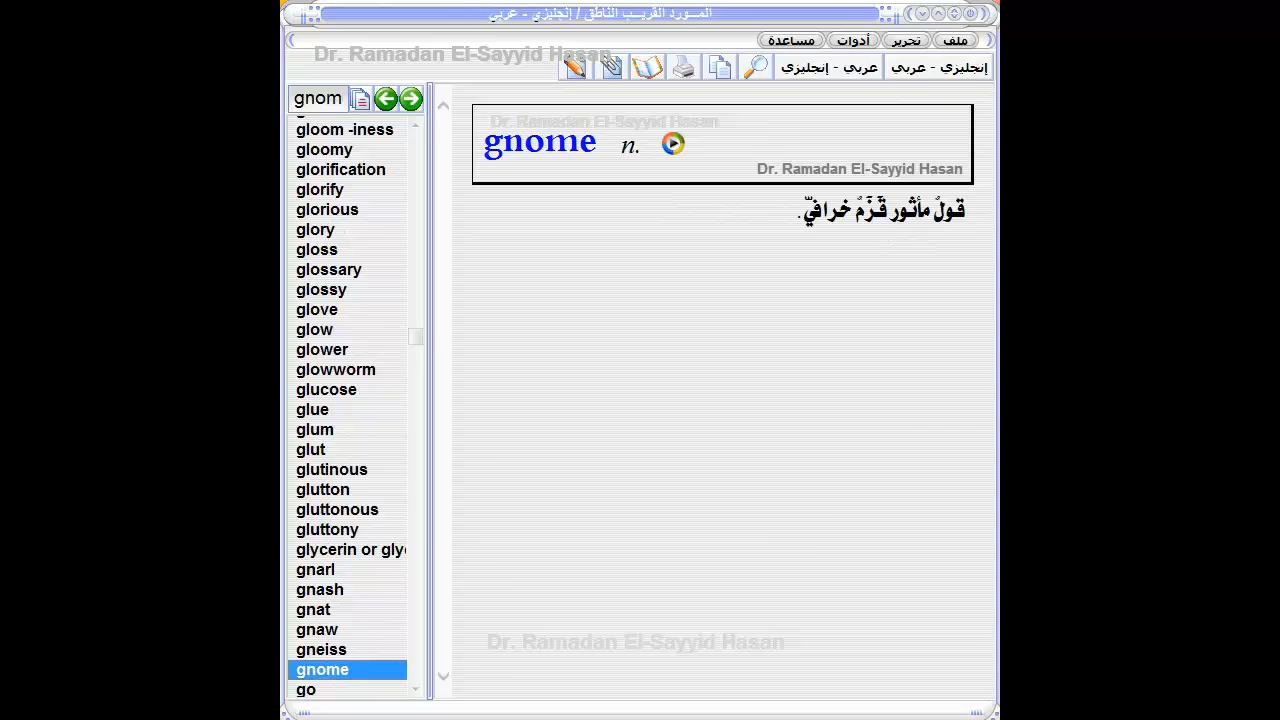 المـــورد القريـــب الناطق / إنجليزي - عربي
ملف تحرير أدوات مساعدة
Dr. Ramadan El-Sayyid Hasan
إنجليزي - عربي عربي - إنجليزي
gnom
gloom -iness
gloomy
glorification
glorify
glorious
glory
gloss
glossary
glossy
glove
glow
glower
glowworm
glucose
glue
glum
glut
glutinous
glutton
gluttonous
gluttony
glycerin or gly
gnarl
gnash
gnat
gnaw
gneiss
gnome
go
Dr. Ramadan El-Sayyid Hasan
gnome n.
Dr. Ramadan El-Sayyid Hasan
قولٌ مأثور قَزَمٌ خرافيّ.
Dr. Ramadan El-Sayyid Hasan